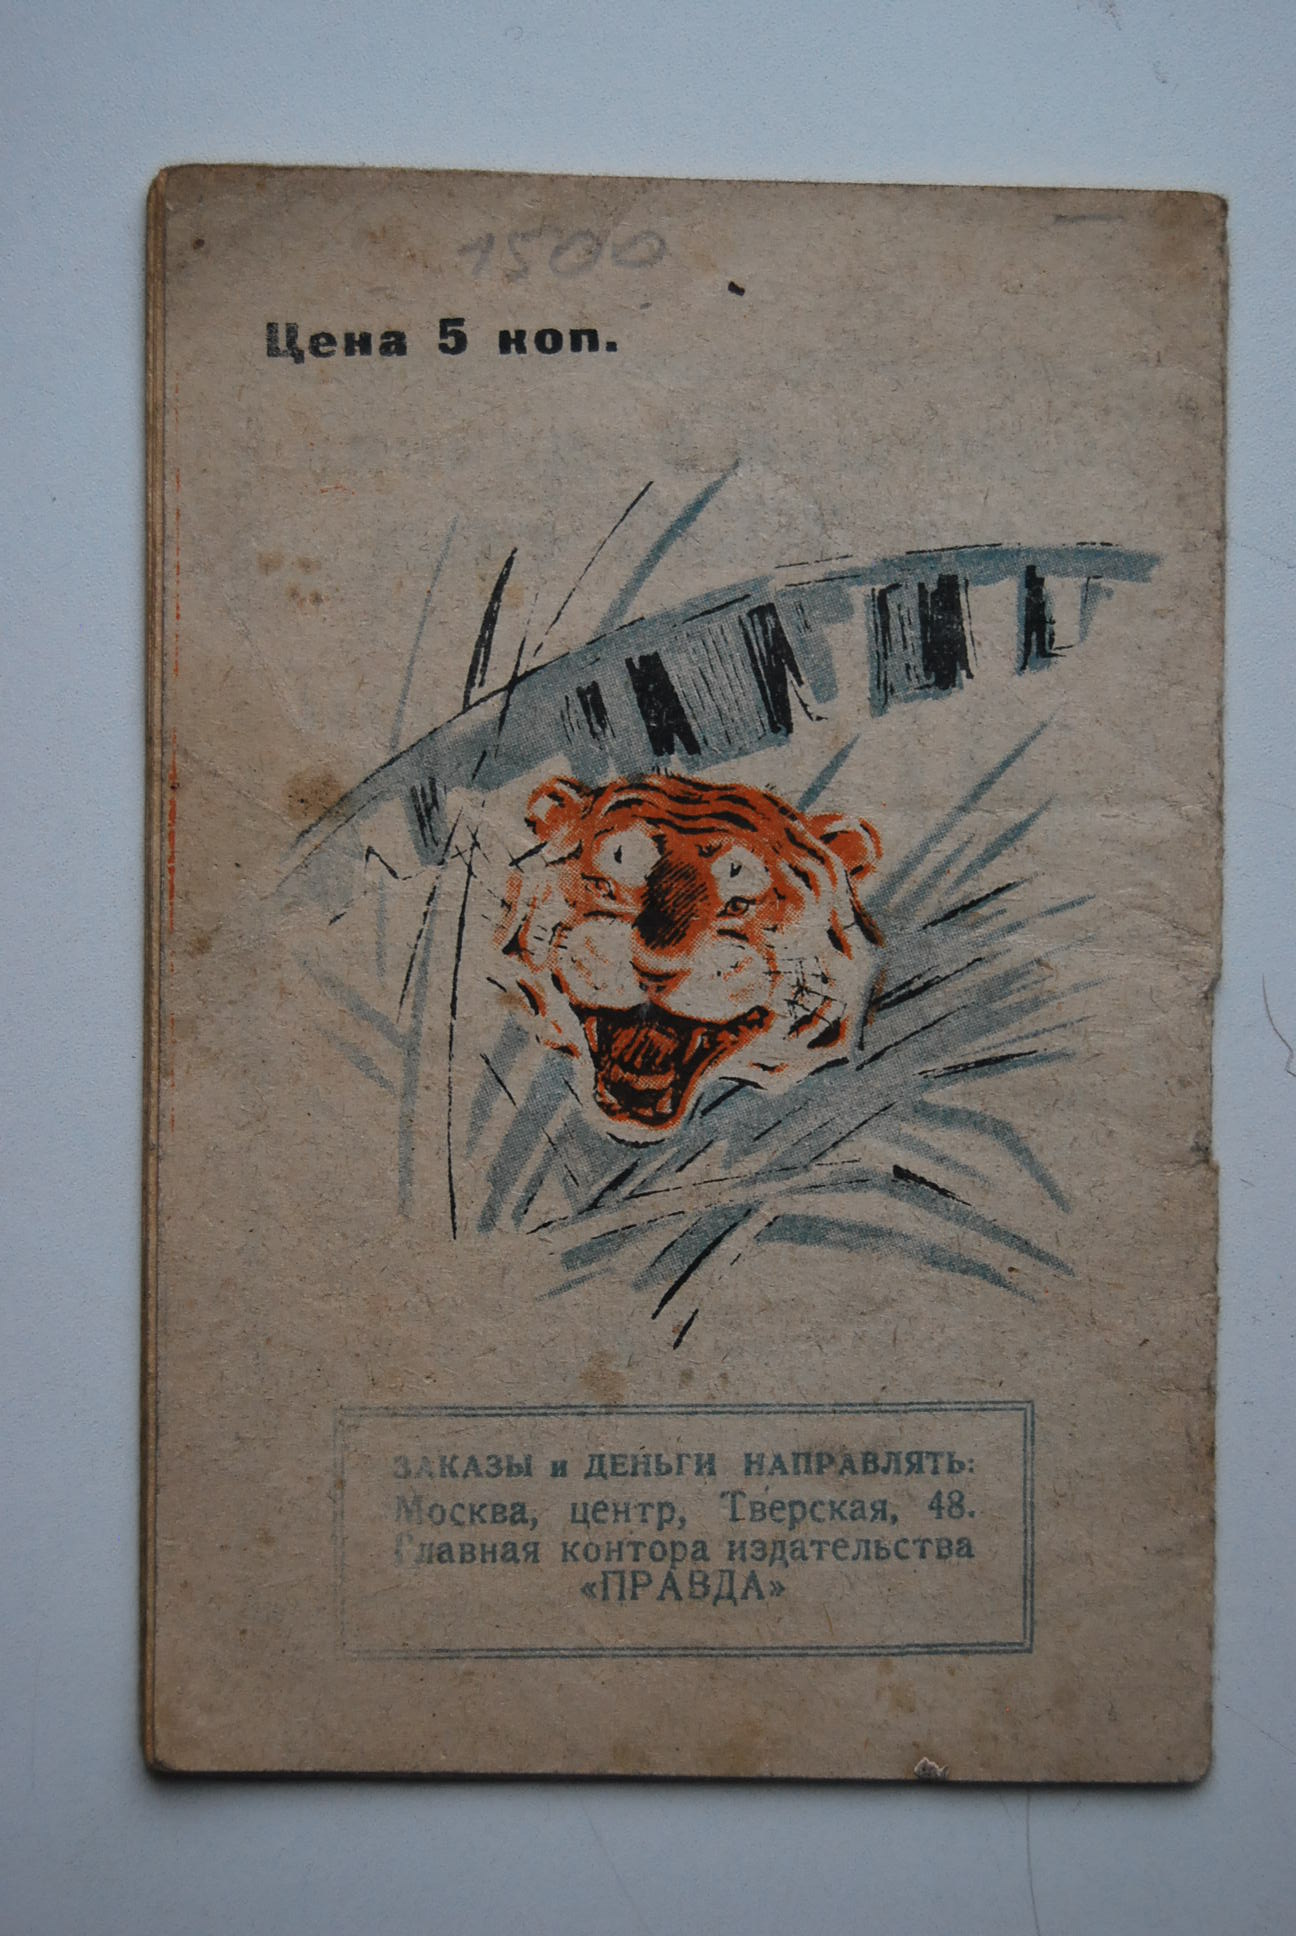 1500
Цена 5 коп.
ЗАКАЗЫ и ДЕНЬГИ НАПРАВЛЯТЬ:
Москва, центр, Тверская, 48.
Главная контора издательства
«ПРАВДА»